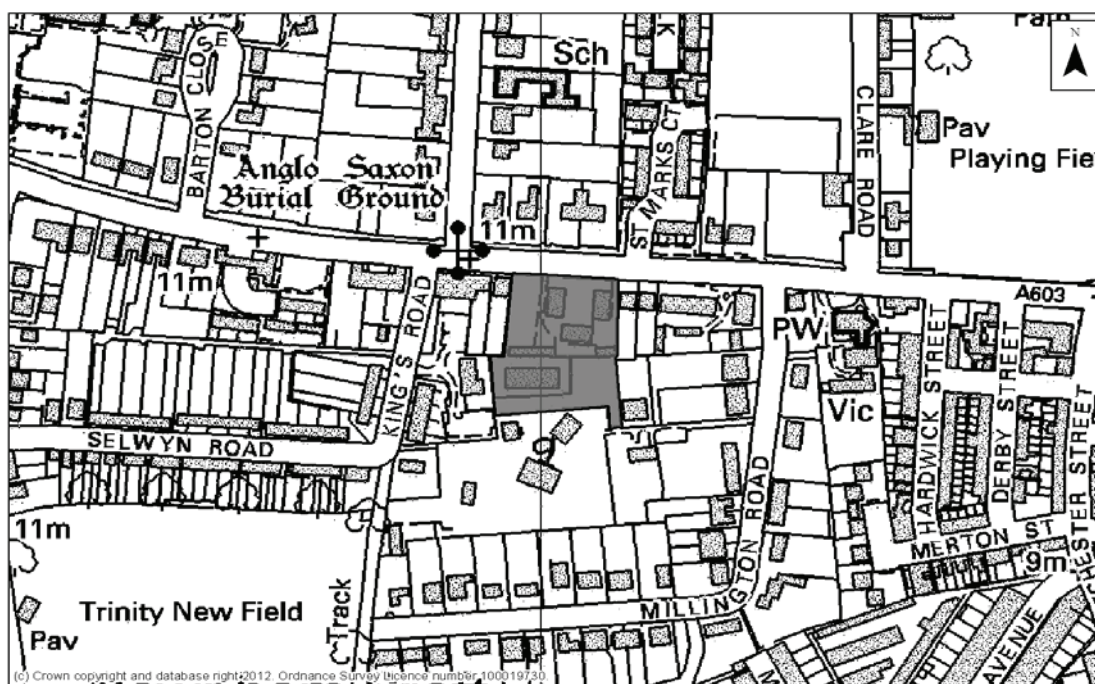 N
Sch
BARTON CLOSE
CLARE ROAD
Pav
Playing Fie
K
ST MARKS CT
Anglo Saxon
Burial Ground
11m
11m
KING'S ROAD
A603
PW
Vic
HARDWICK STREET
DERBY STREET
9
SELWYN ROAD
MILLINGTON ROAD
MERTON ST
9m
11m
Trinity New Field
Pav
Track
MILLINGTON
AVENUE
(c) Crown copyright and database right 2012. Ordnance Survey Licence number 100019730.